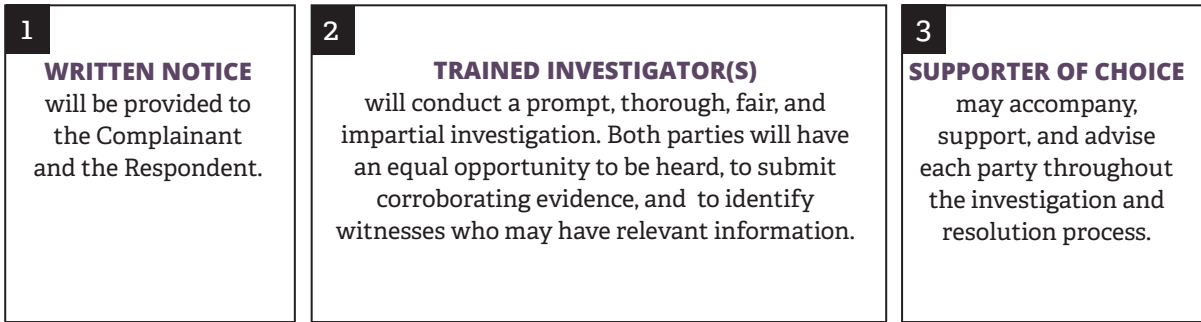 1
WRITTEN NOTICE
will be provided to
the Complainant
and the Respondent.
2
TRAINED INVESTIGATOR(S)
will conduct a prompt, thorough, fair, and
impartial investigation. Both parties will have
an equal opportunity to be heard, to submit
corroborating evidence, and to identify
witnesses who may have relevant information.
3
SUPPORTER OF CHOICE
may accompany,
support, and advise
each party throughout
the investigation and
resolution process.